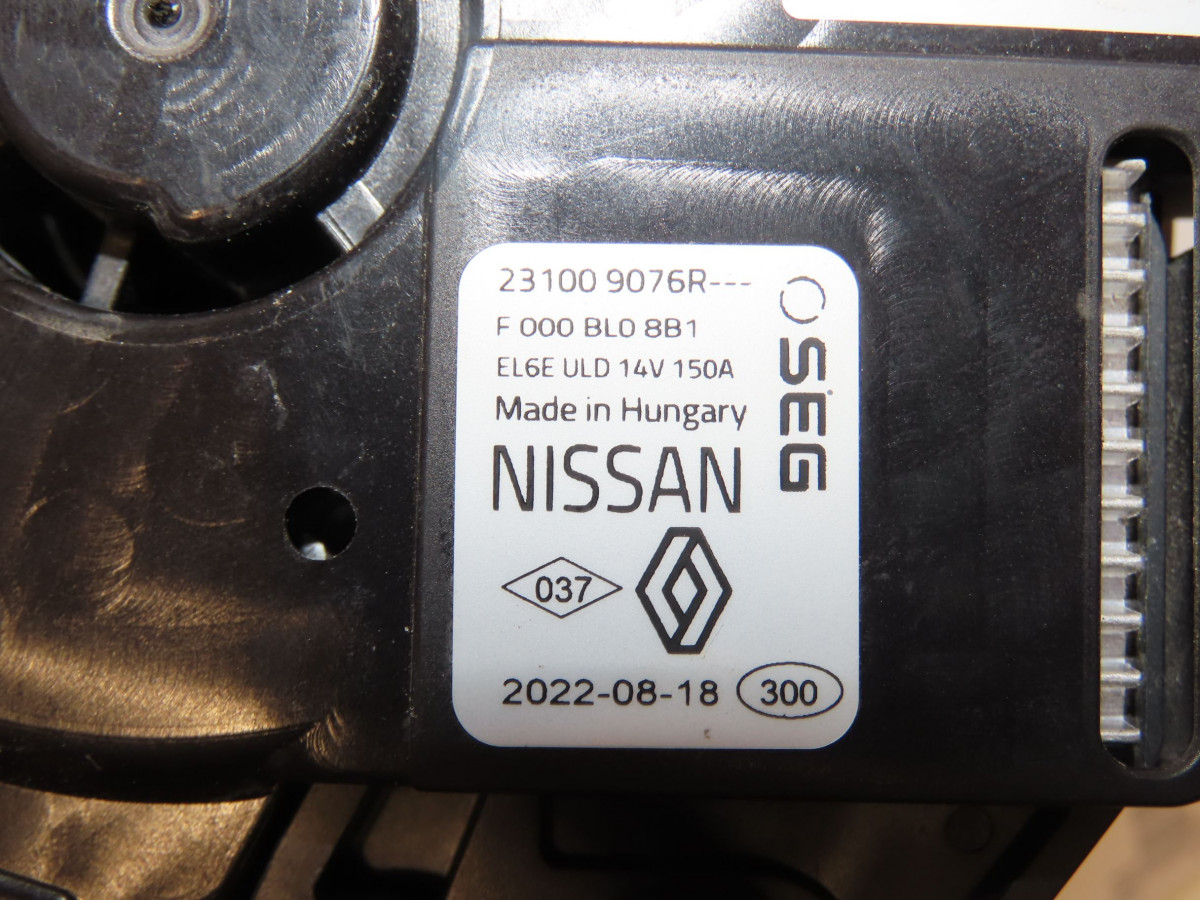 23100 9076R---
F 000 BL0 8B1
EL6E ULD 14V 150A
Made in Hungary
NISSAN
037
2022-08-18 300
SEG